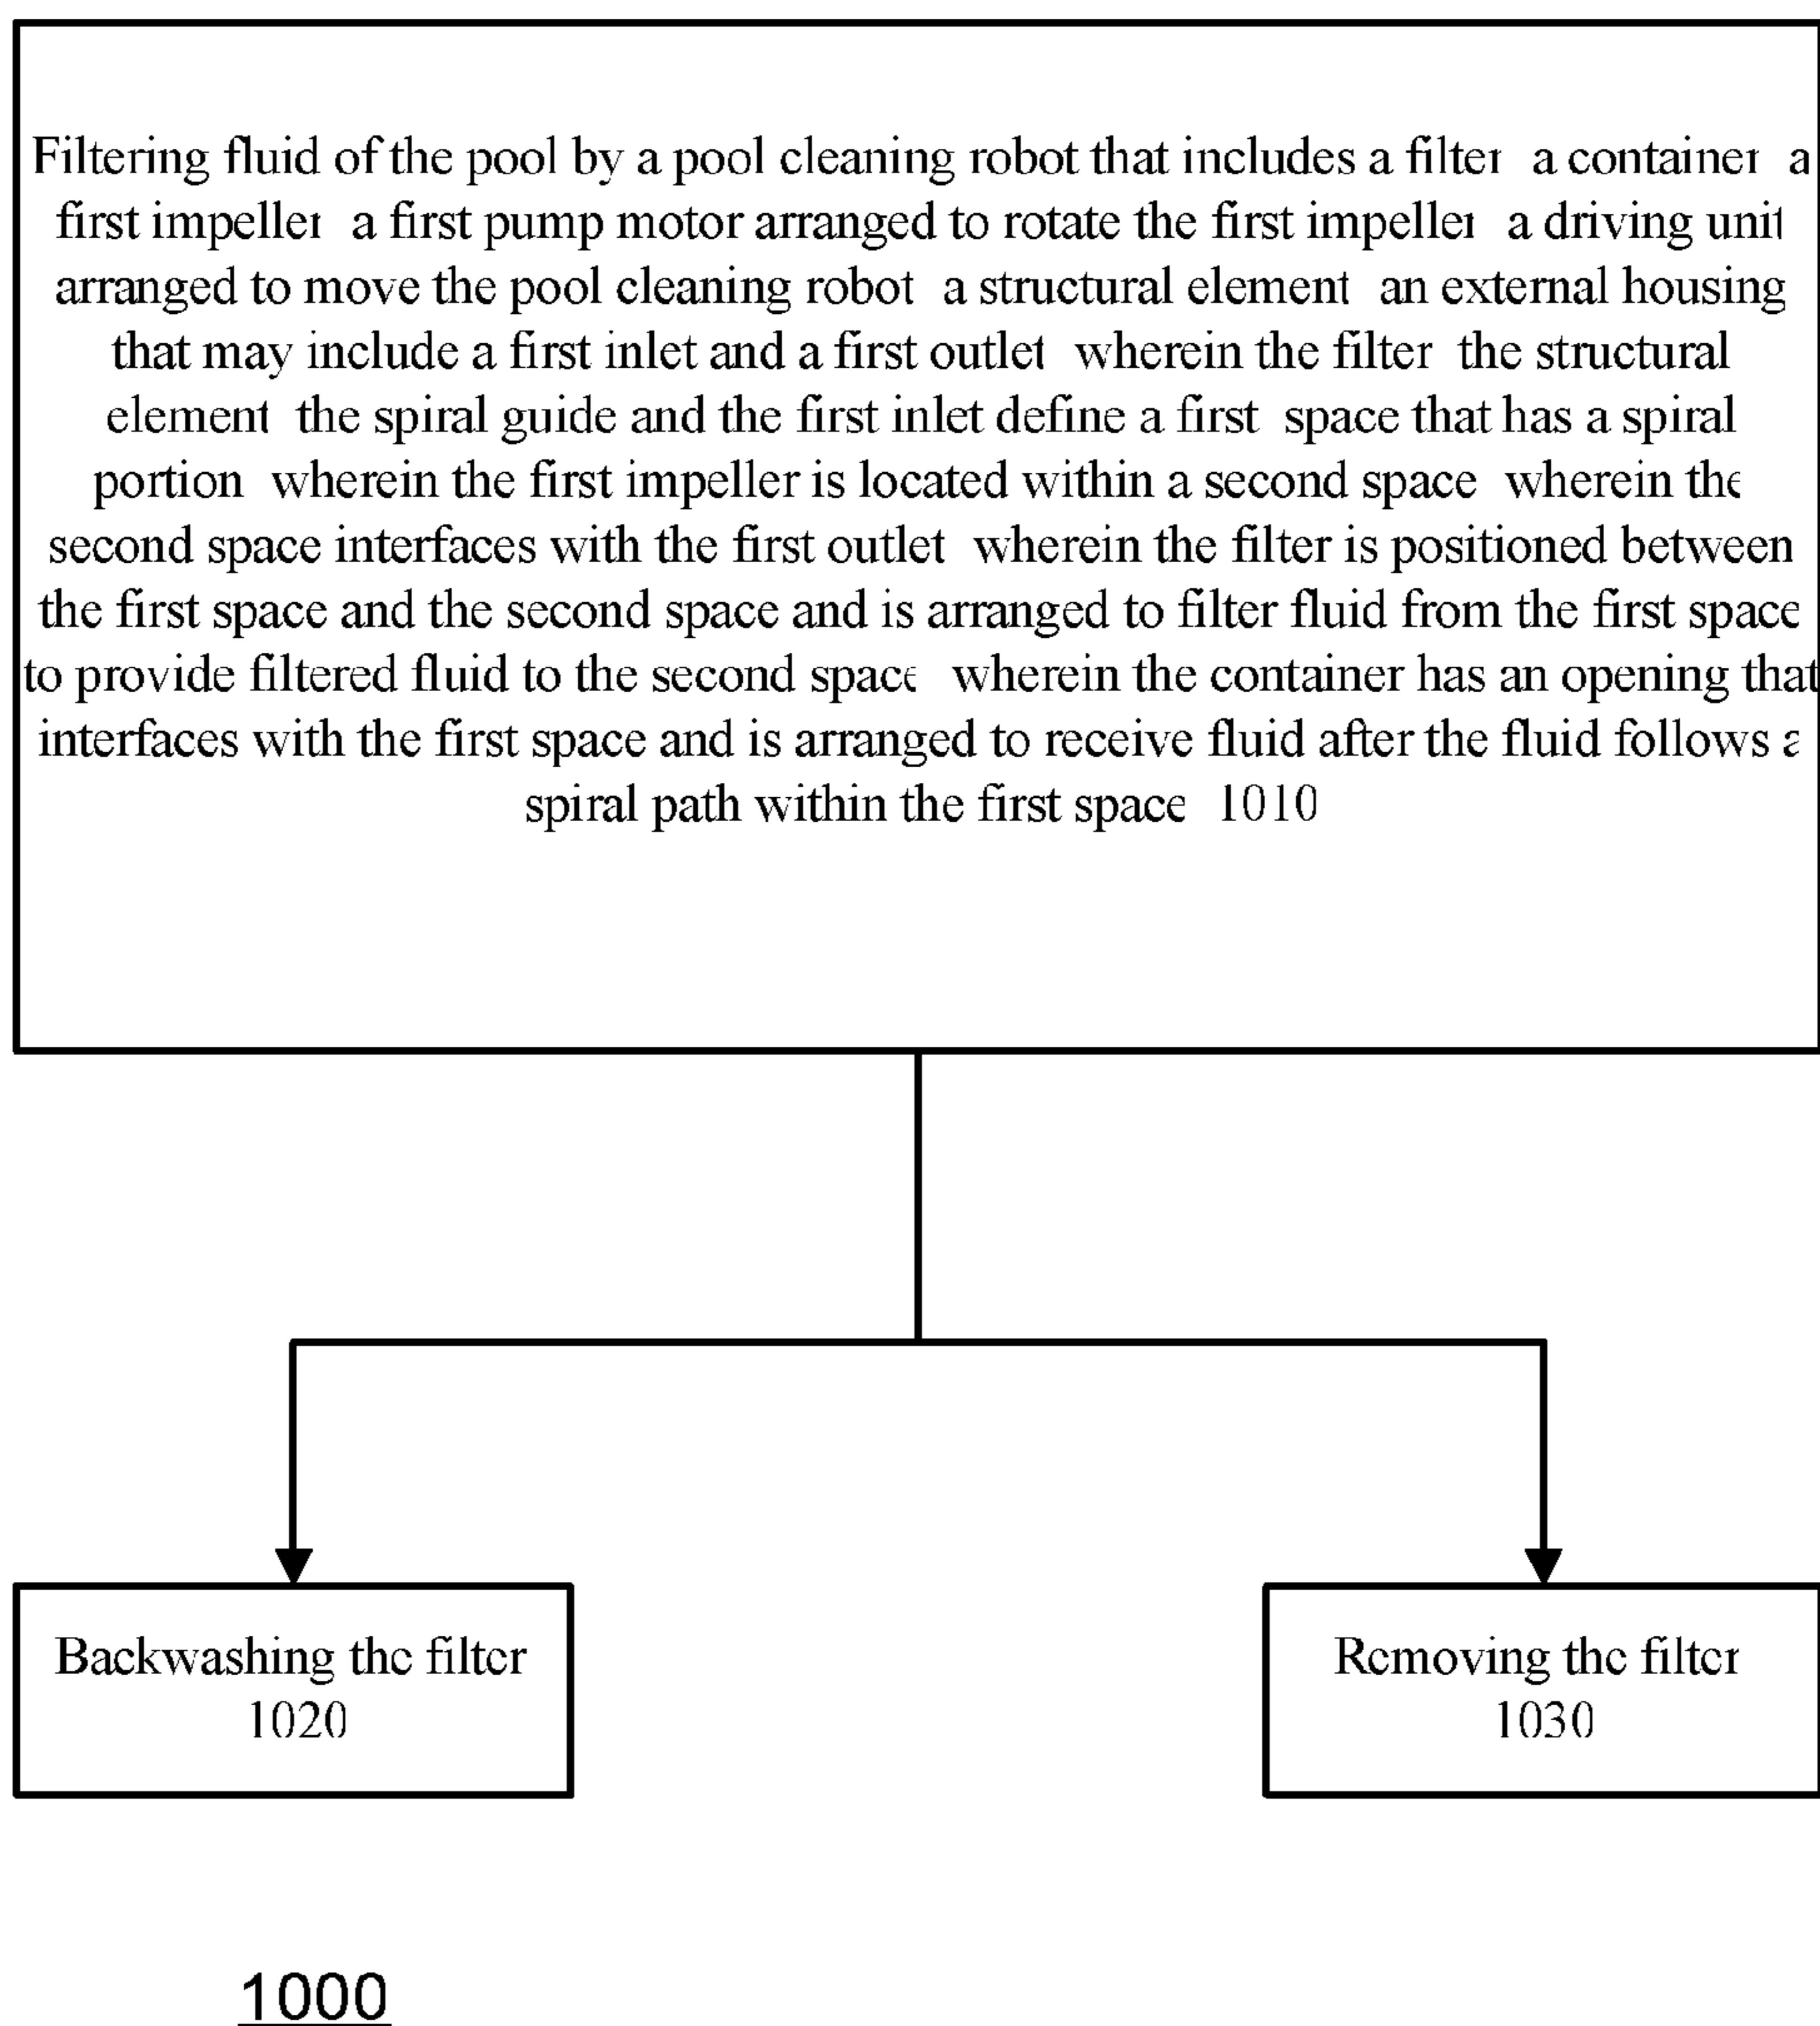 Filtering fluid of the pool by a pool cleaning robot that includes a filter a container a
first impeller a first pump motor arranged to rotate the first impeller a driving unit
arranged to move the pool cleaning robot a structural element an external housing
that may include a first inlet and a first outlet wherein the filter the structural
element the spiral guide and the first inlet define a first space that has a spiral
portion wherein the first impeller is located within a second space wherein the
second space interfaces with the first outlet wherein the filter is positioned between
the first space and the second space and is arranged to filter fluid from the first space
to provide filtered fluid to the second space wherein the container has an opening that
interfaces with the first space and is arranged to receive fluid after the fluid follows a
spiral path within the first space 1010
Backwashing the filter
1020
Removing the filter
1030
1000